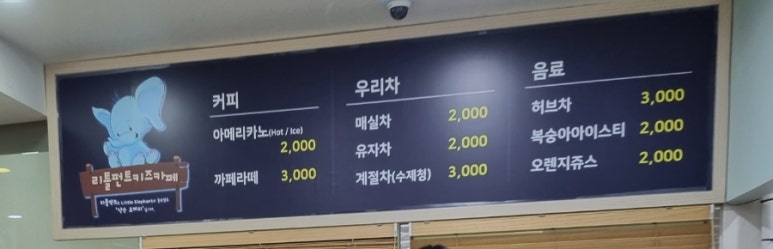 리틀펀트키즈카페
커피
아메리카노(Hot / Ice)
2,000
까페라떼 3,000
우리차
매실차 2,000
유자차 2,000
계절차(수제청) 3,000
음료
허브차 3,000
복숭아아이스티 2,000
오렌지쥬스 2,000